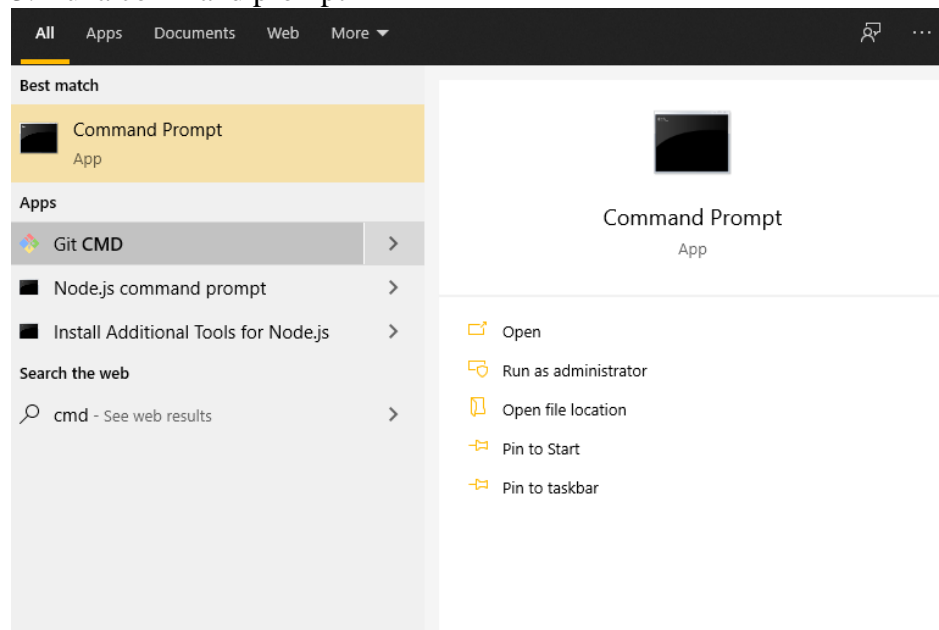 All Apps Documents Web More
Best match
Command Prompt
App
Apps
Git CMD
Node.js command prompt
Install Additional Tools for Node.js
Search the web
cmd - See web results
Command Prompt
App
Open
Run as administrator
Open file location
Pin to Start
Pin to taskbar